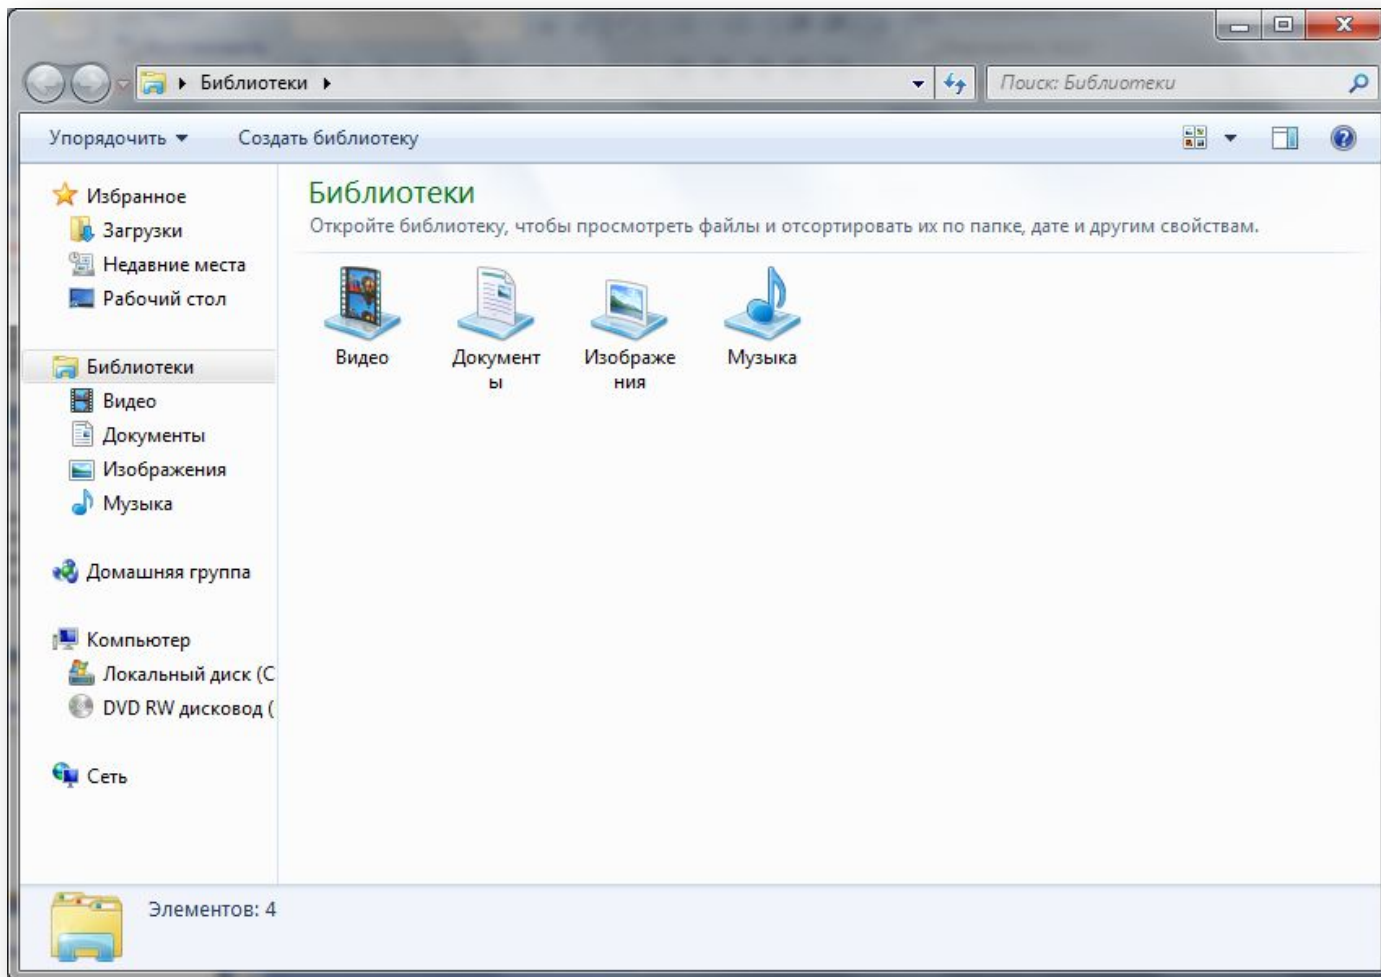 Библиотеки
Поиск: Библиотеки
Упорядочить Создать библиотеку
Избранное
Загрузки
Недавние места
Рабочий стол
Библиотеки
Видео
Документы
Изображения
Музыка
Домашняя группа
Компьютер
Локальный диск (C
DVD RW дисковод (
Сеть
Библиотеки
Откройте библиотеку, чтобы просмотреть файлы и отсортировать их по папке, дате и другим свойствам.
Видео
Документ
ы
Изображе
ния
Музыка
Элементов: 4